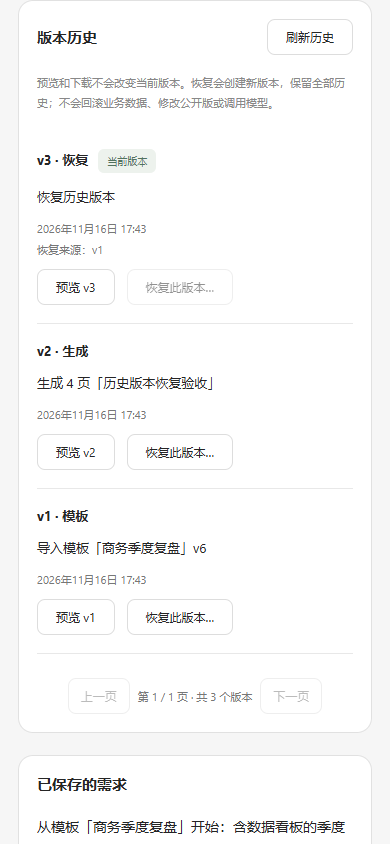 版本历史
刷新历史
预览和下载不会改变当前版本。恢复会创建新版本，保留全部历
史；不会回滚业务数据、修改公开版或调用模型。
v3 · 恢复 当前版本
恢复历史版本
2026年11月16日 17:43
恢复来源：v1
预览 v3 恢复此版本...
v2 · 生成
生成 4 页「历史版本恢复验收」
2026年11月16日 17:43
预览 v2 恢复此版本...
v1 · 模板
导入模板「商务季度复盘」v6
2026年11月16日 17:43
预览 v1 恢复此版本...
上一页 第 1 / 1 页 · 共 3 个版本 下一页
已保存的需求
从模板「商务季度复盘」开始：含数据看板的季度